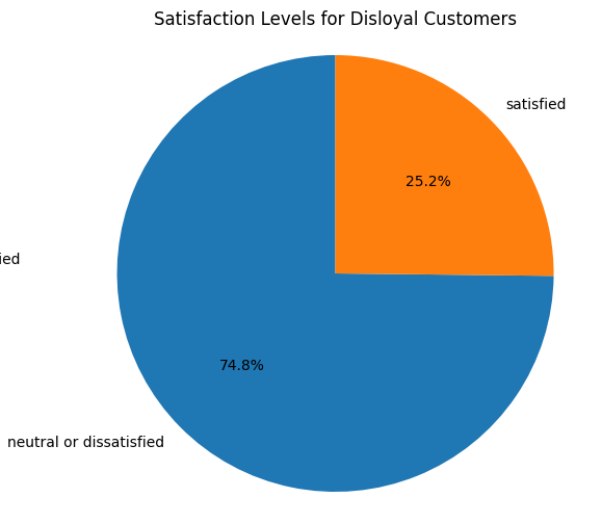 Satisfaction Levels for Disloyal Customers
satisfied
25.2%
74.8%
neutral or dissatisfied